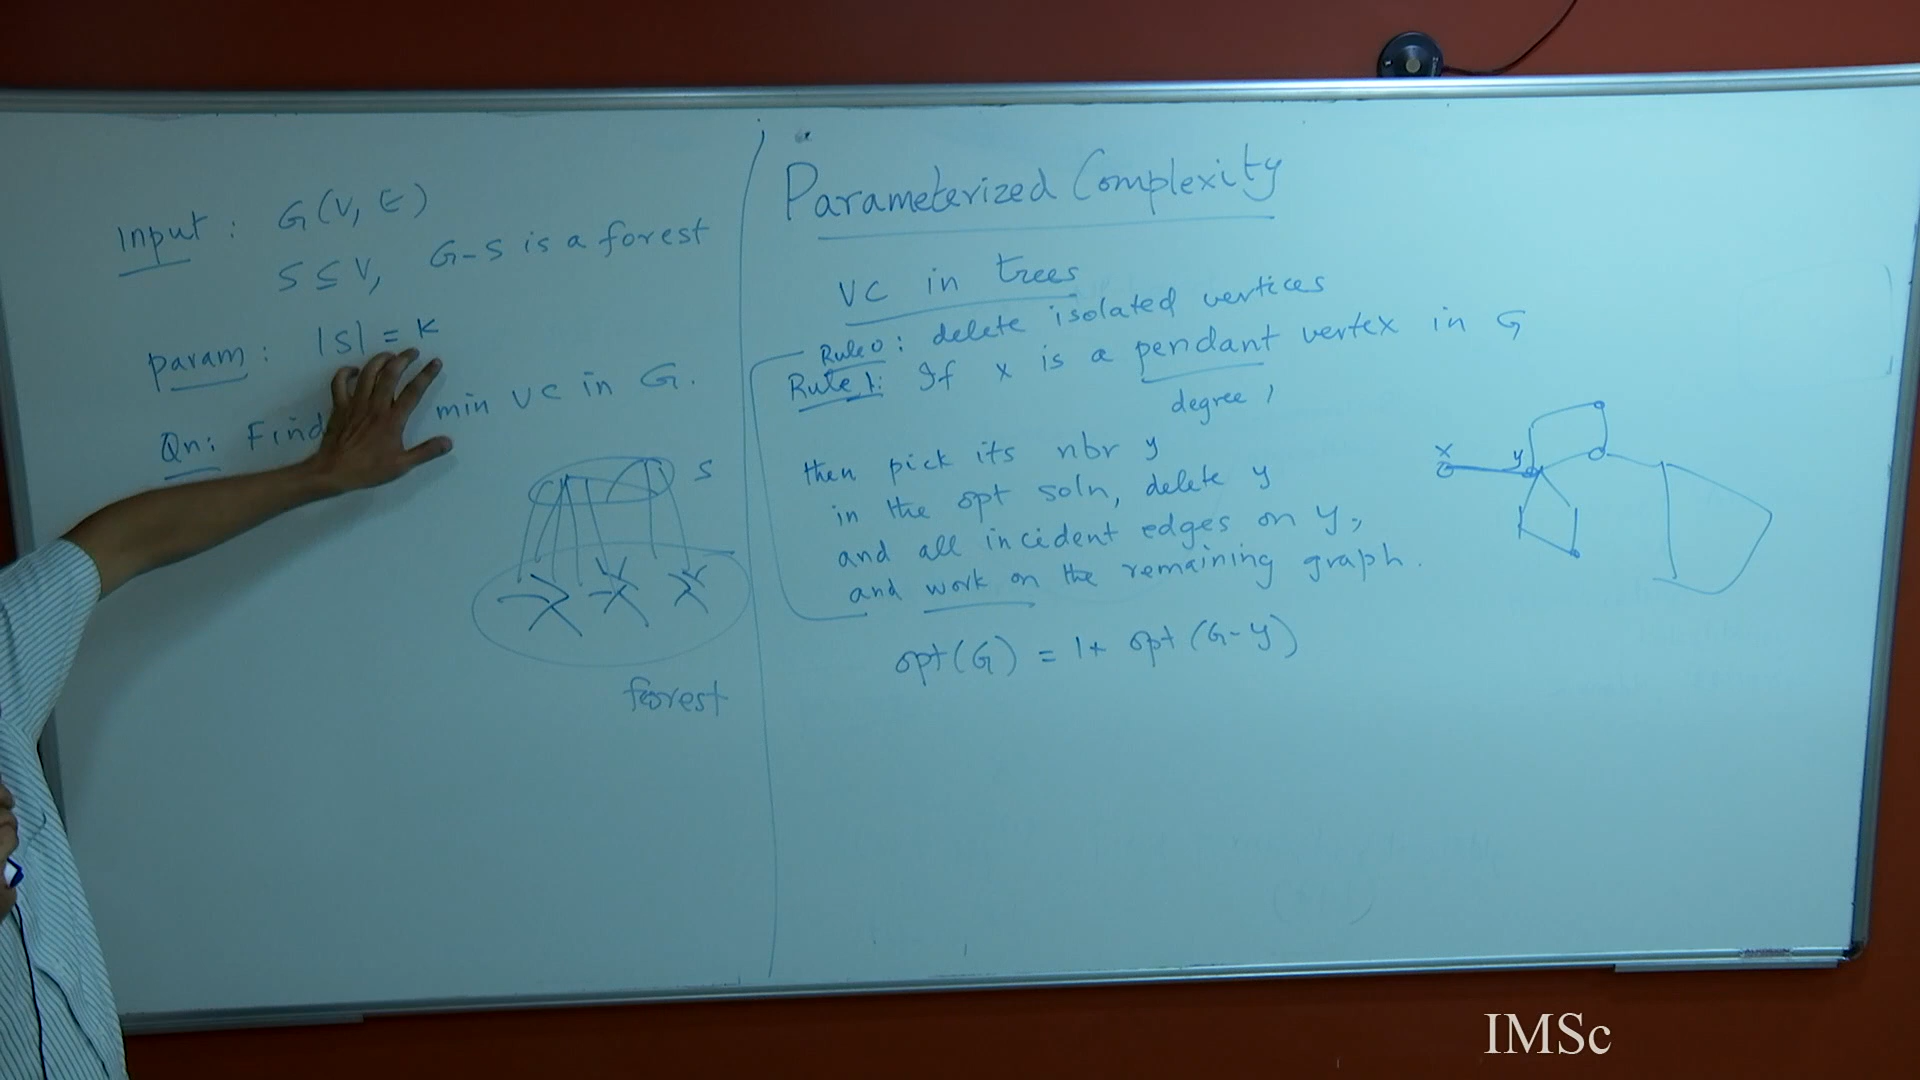 Input : G(V, E)
S ⊆ V, G-S is a forest
param : |S| = k
Qn: Find min VC in G.
S
forest
Parameterized Complexity
VC in trees
Rule 0: delete isolated vertices
Rule 1: If x is a pendant vertex in G
degree 1
then pick its nbr y
in the opt soln, delete y
and all incident edges on y,
and work on the remaining graph.
opt(G) = 1+ opt(G-y)
x y
IMSc